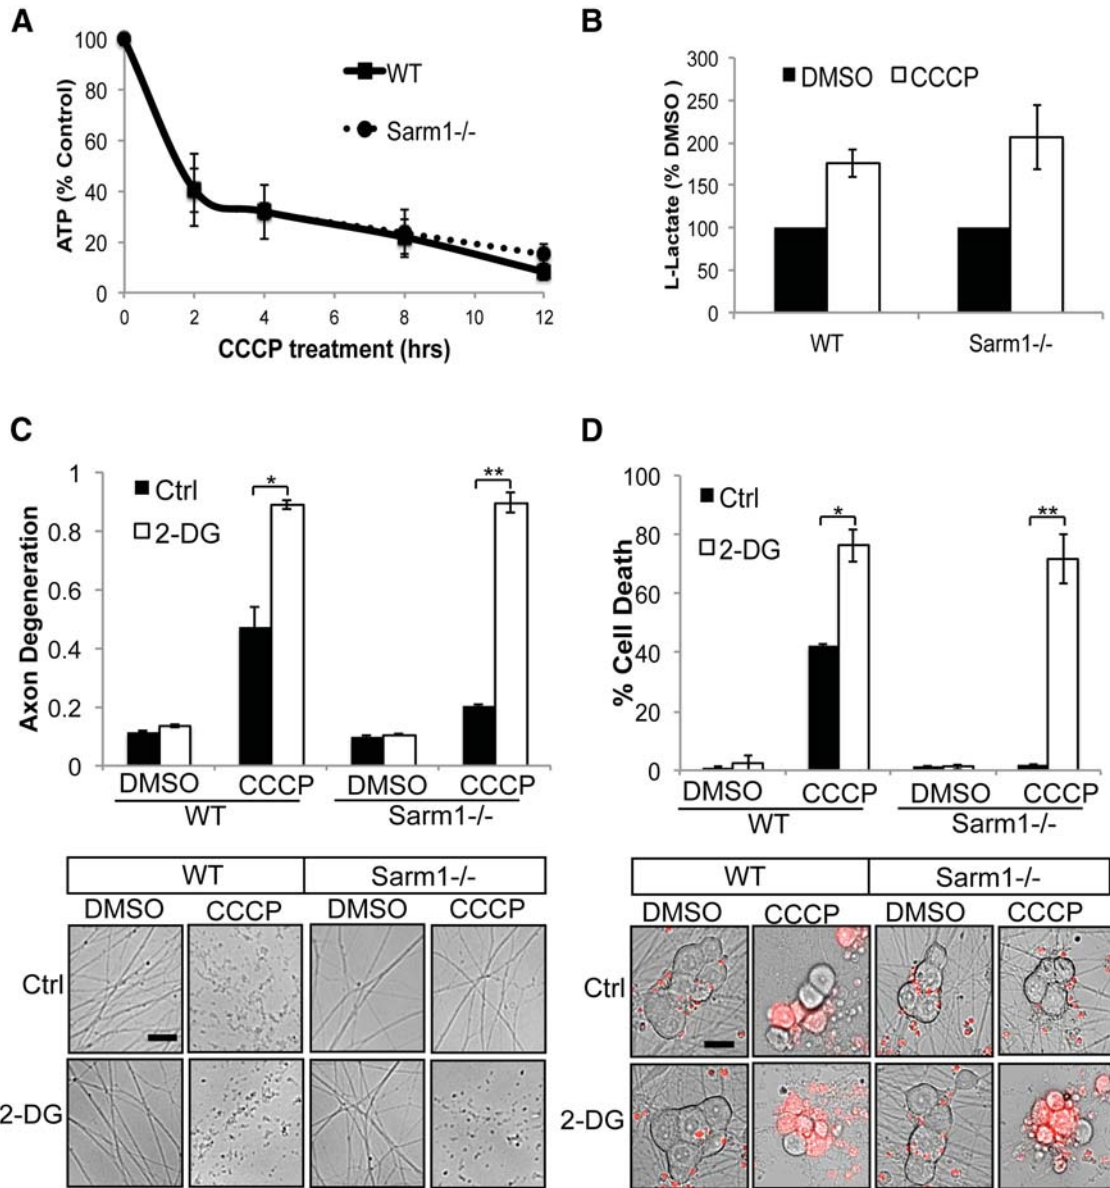 A
100
80
60
40
20
0
ATP (% Control)
WT
Sarm1-/-
0 2 4 6 8 10 12
CCCP treatment (hrs)
B
300
250
200
150
100
50
0
L-Lactate (% DMSO )
DMSO CCCP
WT Sarm1-/-
C
1
0.8
0.6
0.4
0.2
0
Axon Degeneration
Ctrl
2-DG
* **
DMSO CCCP DMSO CCCP
WT Sarm1-/-
WT Sarm1-/-
DMSO CCCP DMSO CCCP
Ctrl
2-DG
D
100
80
60
40
20
0
% Cell Death
Ctrl
2-DG
* **
DMSO CCCP DMSO CCCP
WT Sarm1-/-
WT Sarm1-/-
DMSO CCCP DMSO CCCP
Ctrl
2-DG